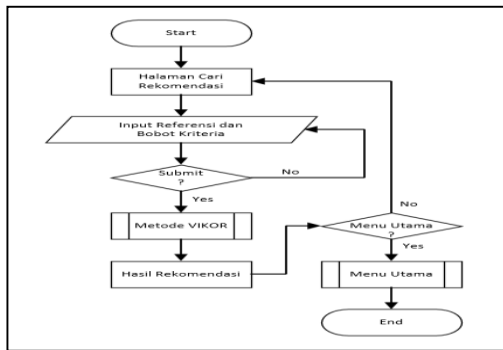 Start
Halaman Cari
Rekomendasi
Input Referensi dan
Bobot Kriteria
Submit
?
No
Yes
Metode VIKOR
Hasil Rekomendasi
No
Menu Utama
?
Yes
Menu Utama
End